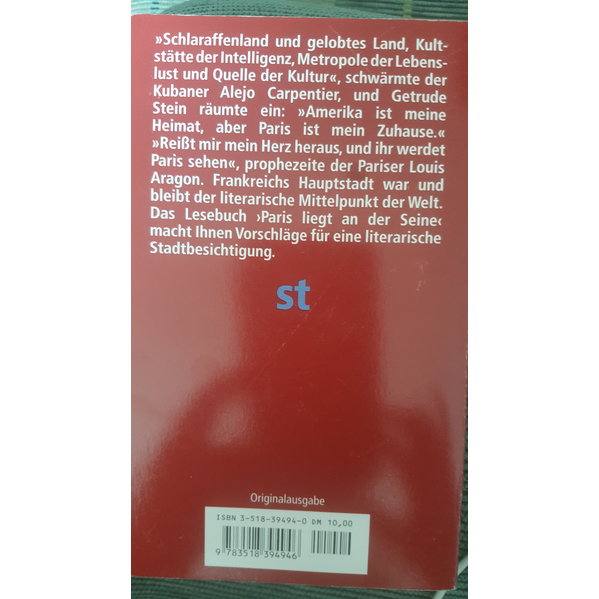 »Schlaraffenland und gelobtes Land, Kult-
stätte der Intelligenz, Metropole der Lebens-
lust und Quelle der Kultur«, schwärmte der
Kubaner Alejo Carpentier, und Getrude
Stein räumte ein: »Amerika ist meine
Heimat, aber Paris ist mein Zuhause.«
»Reißt mir mein Herz heraus, und ihr werdet
Paris sehen«, prophezeite der Pariser Louis
Aragon. Frankreichs Hauptstadt war und
bleibt der literarische Mittelpunkt der Welt.
Das Lesebuch ›Paris liegt an der Seine‹
macht Ihnen Vorschläge für eine literarische
Stadtbesichtigung.
st
Originalausgabe
ISBN 3-518-39494-0 DM 10,00
9 783518 394946